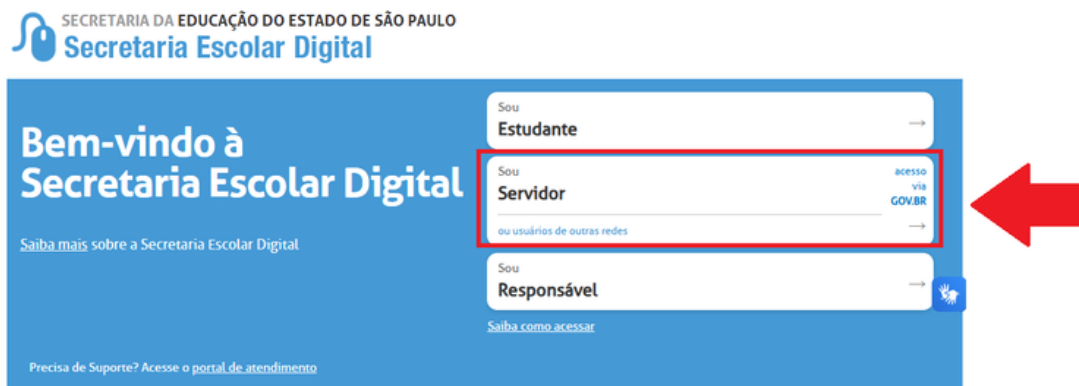 SECRETARIA DA EDUCAÇÃO DO ESTADO DE SÃO PAULO
Secretaria Escolar Digital
Bem-vindo à
Secretaria Escolar Digital
Saiba mais sobre a Secretaria Escolar Digital
Sou
Estudante
Sou
Servidor
acesso
via
GOV.BR
ou usuários de outras redes
Sou
Responsável
Saiba como acessar
Precisa de Suporte? Acesse o portal de atendimento